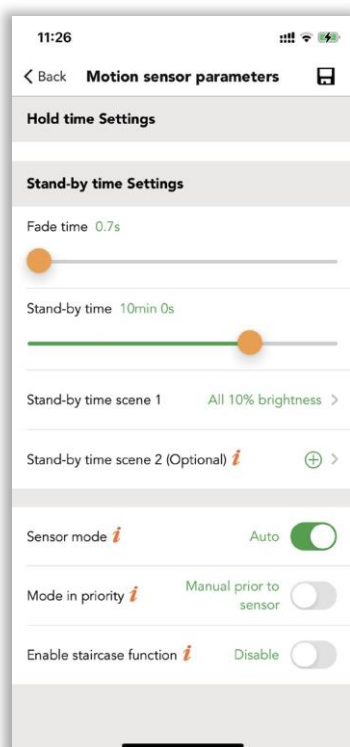 11:26
Back Motion sensor parameters
Hold time Settings
Stand-by time Settings
Fade time 0.7s
Stand-by time 10min 0s
Stand-by time scene 1 All 10% brightness >
Stand-by time scene 2 (Optional) i >
Sensor mode i Auto
Mode in priority i Manual prior to
sensor
Enable staircase function i Disable